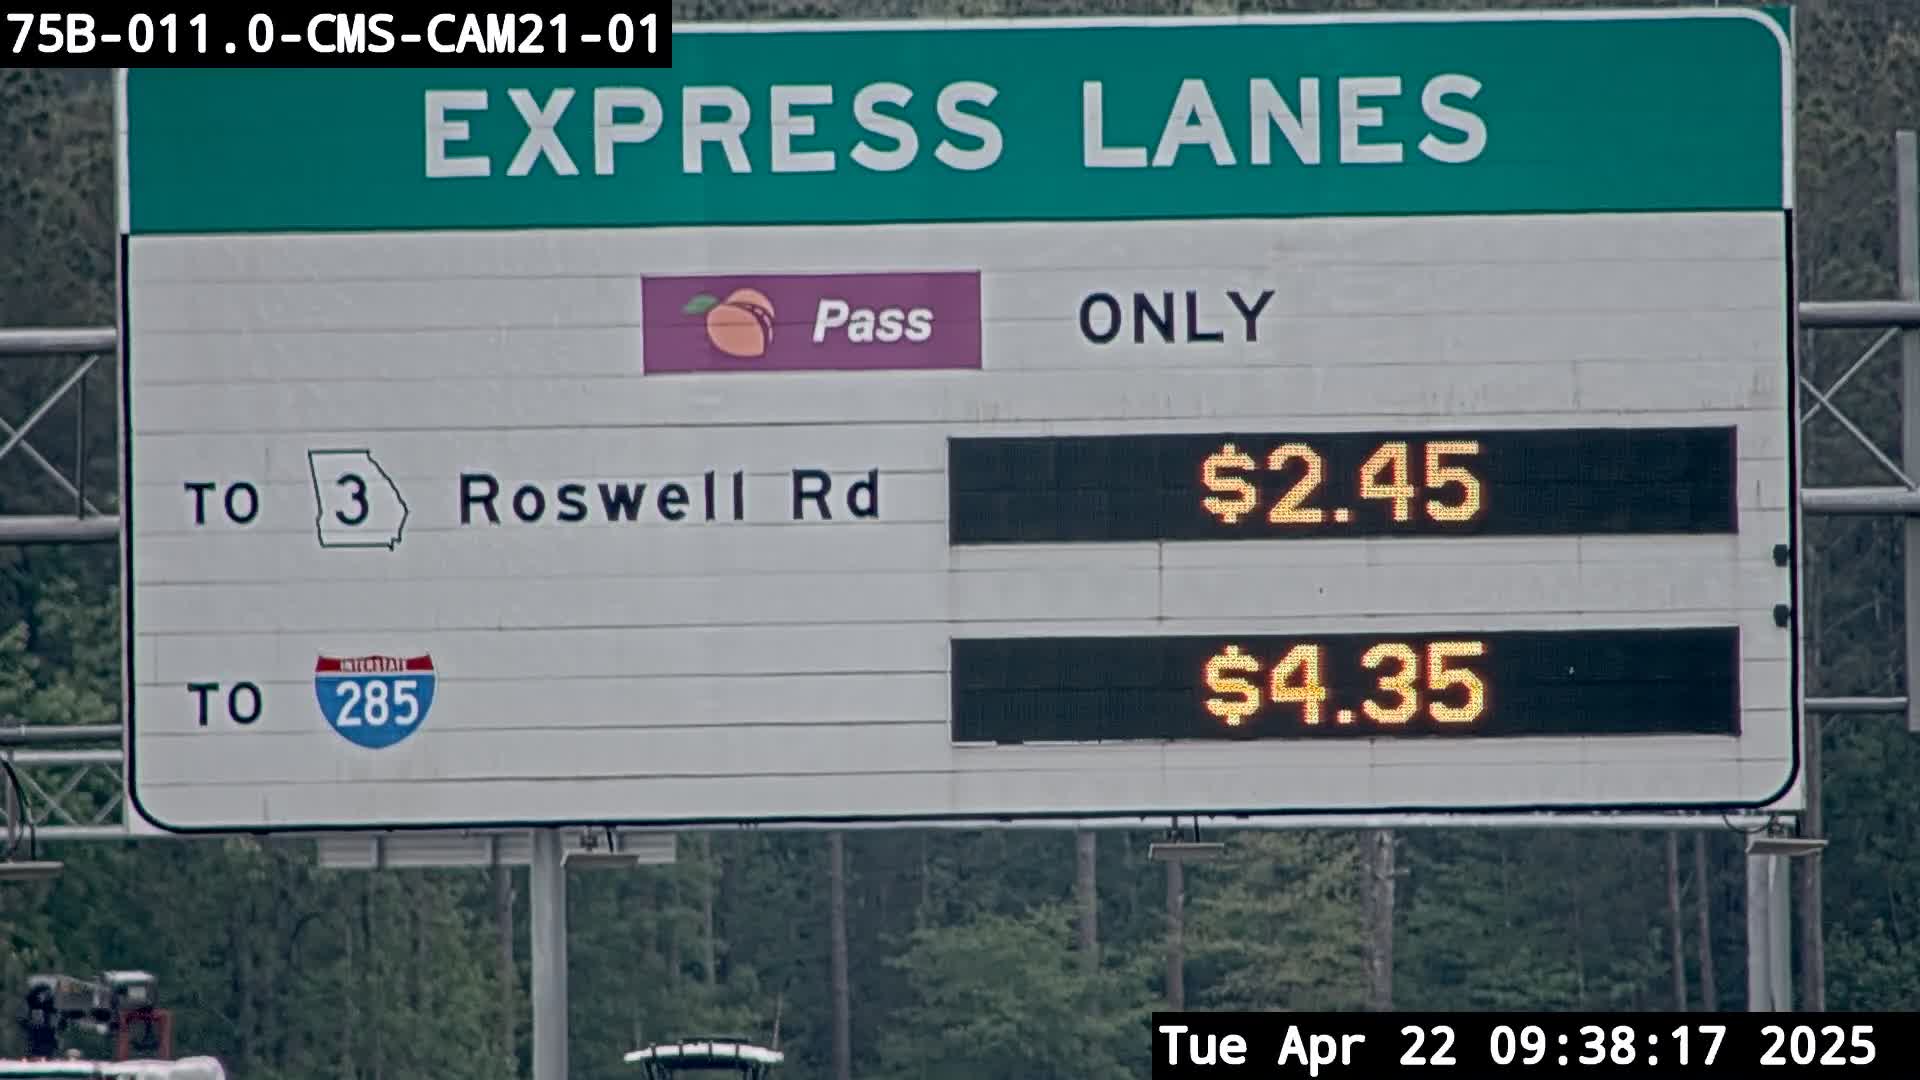 75B-011.0-CMS-CAM21-01
EXPRESS LANES
Pass ONLY
TO 3 Roswell Rd $2.45
INTERSTATE
TO 285 $4.35
Tue Apr 22 09:38:17 2025